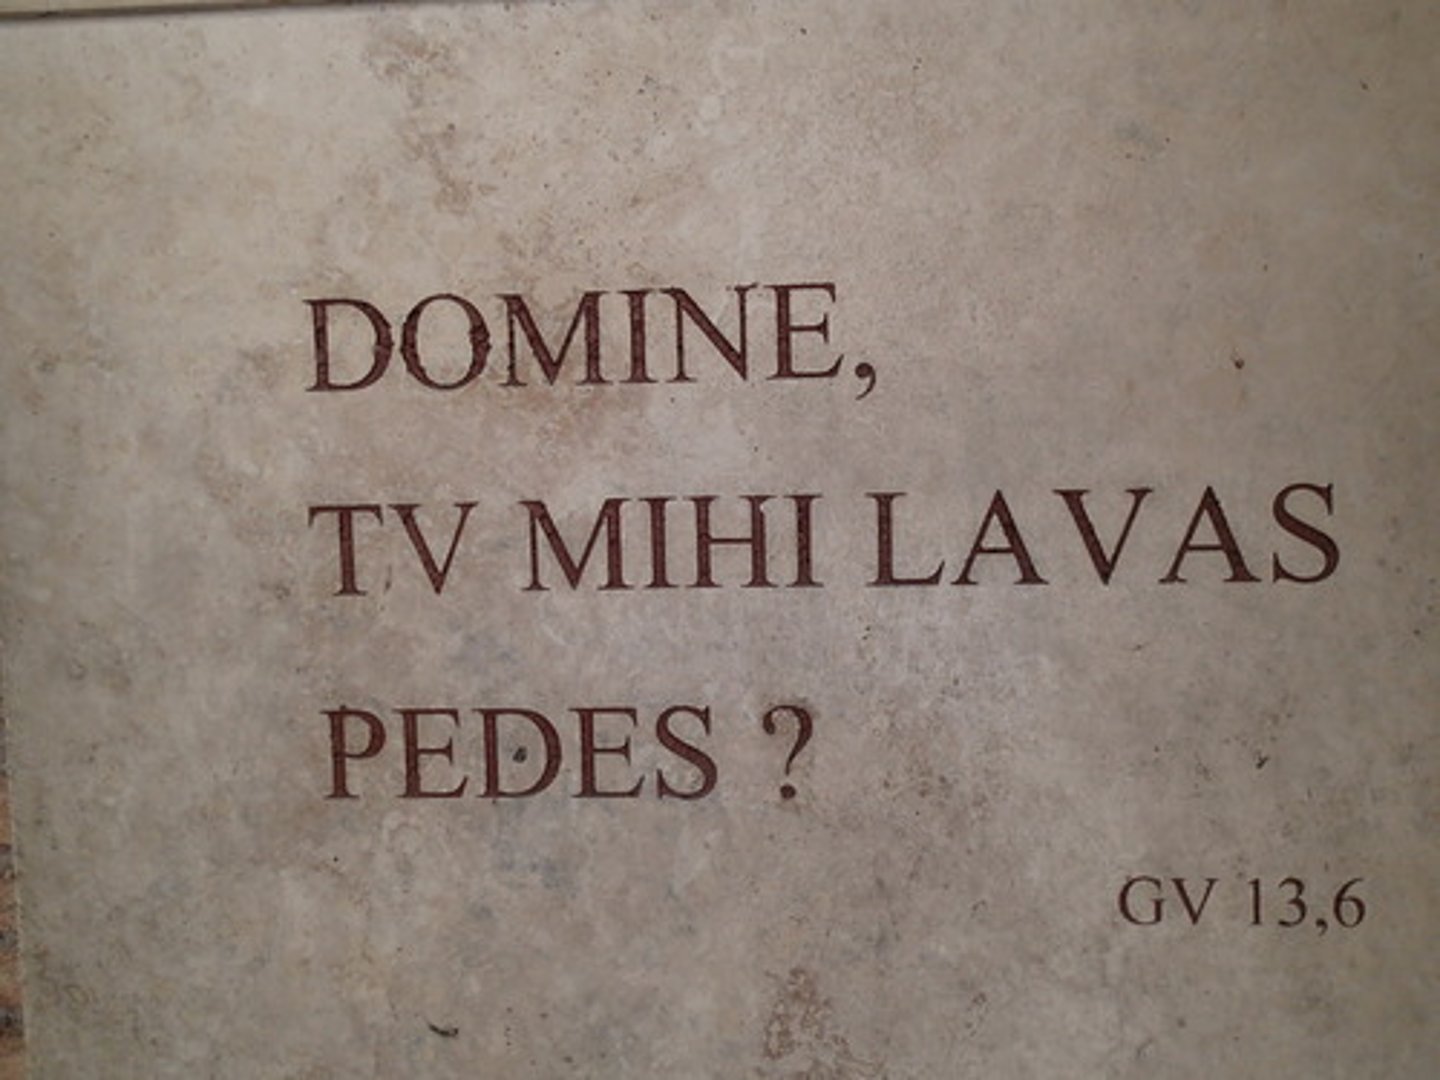 DOMINE,
TV MIHI LAVAS
PEDES ?
GV 13,6